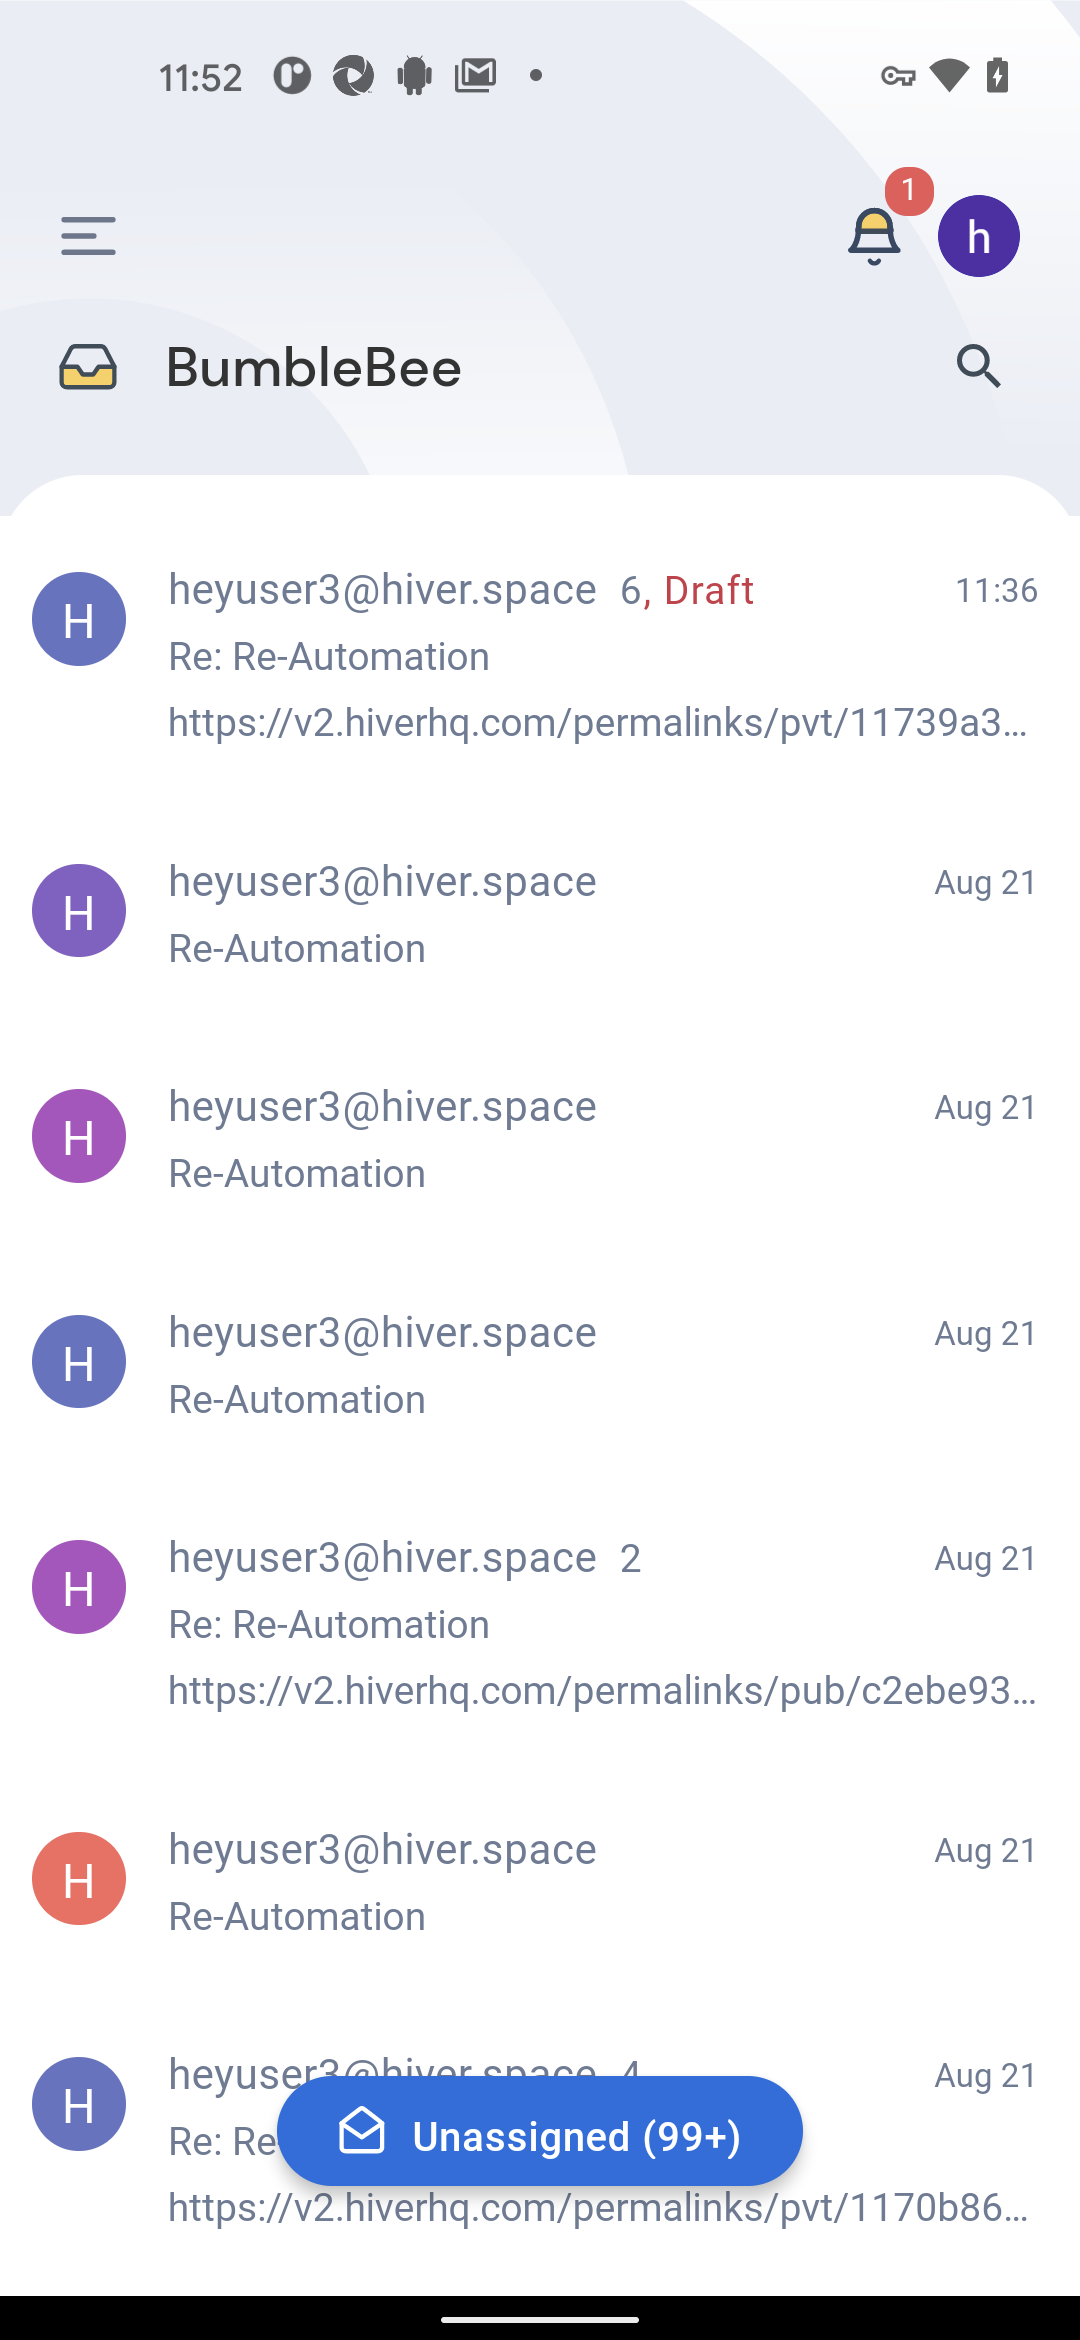 11:52
1
h
BumbleBee
H heyuser3@hiver.space 6, Draft 11:36
Re: Re-Automation
https://v2.hiverhq.com/permalinks/pvt/11739a3...
H heyuser3@hiver.space Aug 21
Re-Automation
H heyuser3@hiver.space Aug 21
Re-Automation
H heyuser3@hiver.space Aug 21
Re-Automation
H heyuser3@hiver.space 2 Aug 21
Re: Re-Automation
https://v2.hiverhq.com/permalinks/pub/c2ebe93...
H heyuser3@hiver.space Aug 21
Re-Automation
H heyuser3@hiver.space 4 Aug 21
Re: Re-
Unassigned (99+)
https://v2.hiverhq.com/permalinks/pvt/1170b86...